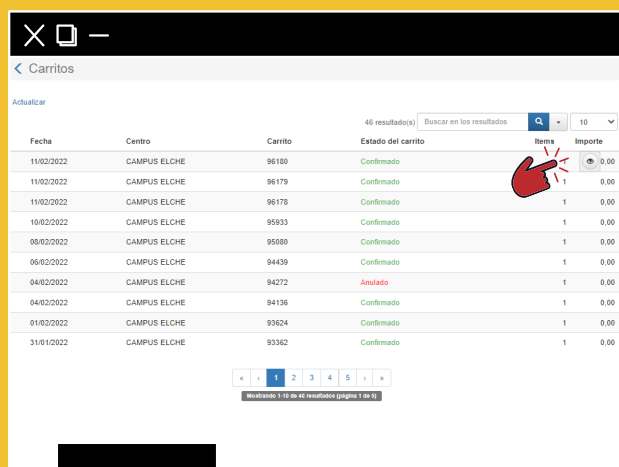 Carritos
Actualizar
46 resultado(s) Buscar en los resultados 10
Fecha Centro Carrito Estado del carrito Items Importe
11/02/2022 CAMPUS ELCHE 96180 Confirmado 1 0,00
11/02/2022 CAMPUS ELCHE 96179 Confirmado 1 0,00
11/02/2022 CAMPUS ELCHE 96178 Confirmado 1 0,00
10/02/2022 CAMPUS ELCHE 95933 Confirmado 1 0,00
08/02/2022 CAMPUS ELCHE 95080 Confirmado 1 0,00
06/02/2022 CAMPUS ELCHE 94439 Confirmado 1 0,00
04/02/2022 CAMPUS ELCHE 94272 Anulado 1 0,00
04/02/2022 CAMPUS ELCHE 94136 Confirmado 1 0,00
01/02/2022 CAMPUS ELCHE 93624 Confirmado 1 0,00
31/01/2022 CAMPUS ELCHE 93362 Confirmado 1 0,00
« ‹ 1 2 3 4 5 › »
Mostrando 1-10 de 46 resultados (página 1 de 5)